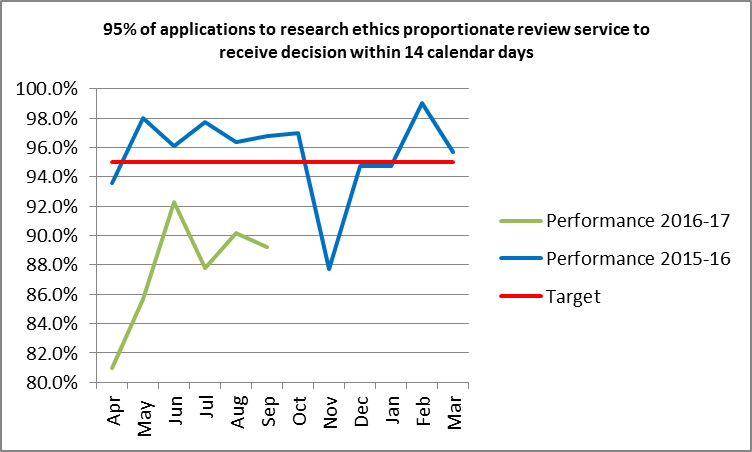 95% of applications to research ethics proportionate review service to
receive decision within 14 calendar days
100.0%
98.0%
96.0%
94.0%
92.0%
90.0%
88.0%
86.0%
84.0%
82.0%
80.0%
Apr
May
Jun
Jul
Aug
Sep
Oct
Nov
Dec
Jan
Feb
Mar
Performance 2016-17
Performance 2015-16
Target